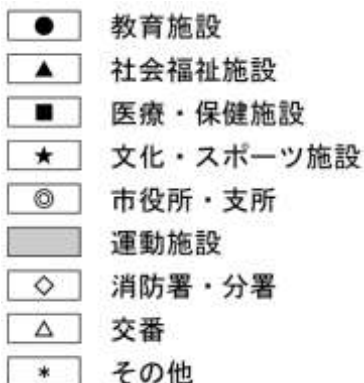 教育施設
社会福祉施設
医療・保健施設
文化・スポーツ施設
市役所・支所
運動施設
消防署・分署
交番
その他